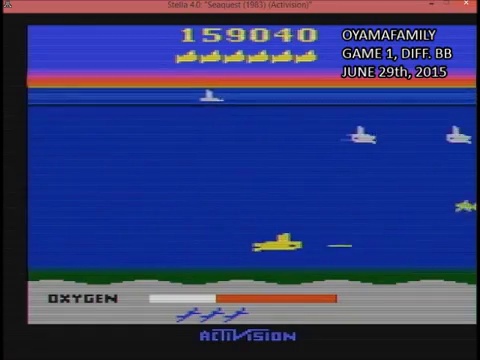 Stella 4.0: "Seaquest (1983) (Activision)"
159040
OYAMAFAMILY
GAME 1, DIFF. BB
JUNE 29th, 2015
OXYGEN
ACTIVISION